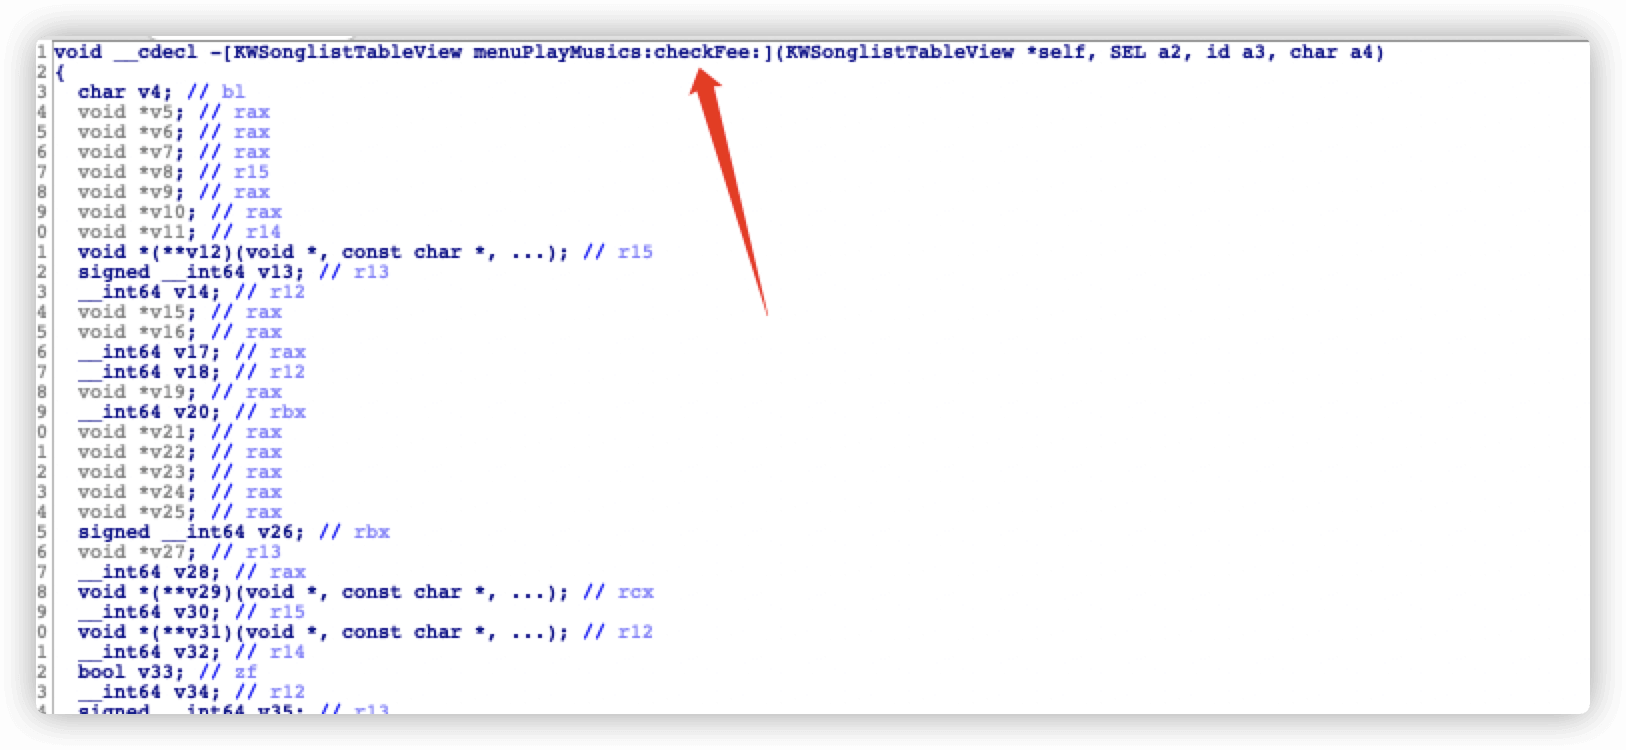 1 void __cdecl -[KWSonglistTableView menuPlayMusics:checkFee:](KWSonglistTableView *self, SEL a2, id a3, char a4)
2 {
3 char v4; // bl
4 void *v5; // rax
5 void *v6; // rax
6 void *v7; // rax
7 void *v8; // r15
8 void *v9; // rax
9 void *v10; // rax
0 void *v11; // r14
1 void *(**v12)(void *, const char *, ...); // r15
2 signed __int64 v13; // r13
3 __int64 v14; // r12
4 void *v15; // rax
5 void *v16; // rax
6 __int64 v17; // rax
7 __int64 v18; // r12
8 void *v19; // rax
9 __int64 v20; // rbx
0 void *v21; // rax
1 void *v22; // rax
2 void *v23; // rax
3 void *v24; // rax
4 void *v25; // rax
5 signed __int64 v26; // rbx
6 void *v27; // r13
7 __int64 v28; // rax
8 void *(**v29)(void *, const char *, ...); // rcx
9 __int64 v30; // r15
0 void *(**v31)(void *, const char *, ...); // r12
1 __int64 v32; // r14
2 bool v33; // zf
3 __int64 v34; // r12
4 signed __int64 v35; // r13